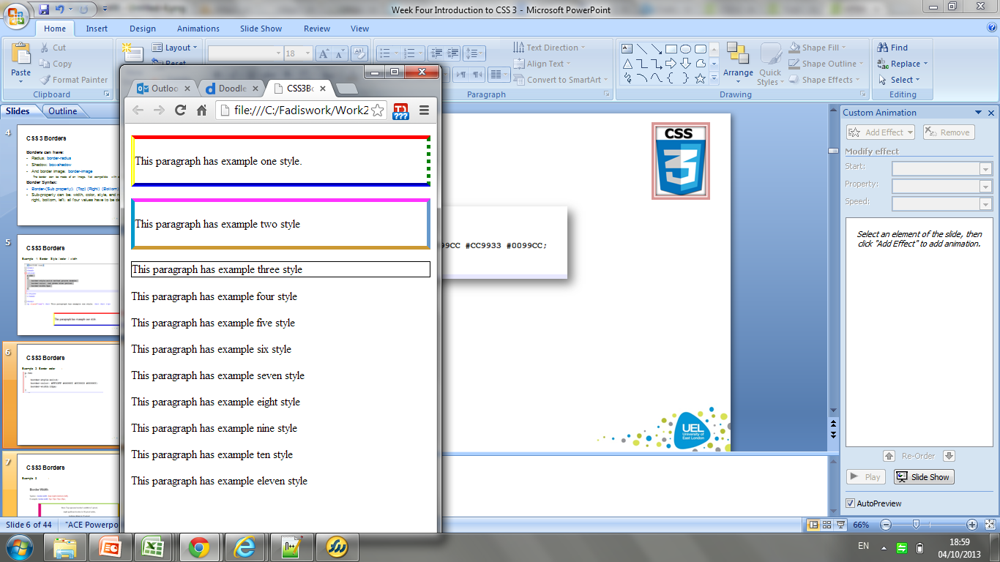 Week Four Introduction to CSS 3 - Microsoft PowerPoint
Home Insert Design Animations Slide Show Review View
Paste
Cut
Copy
Format Painter
Clipboard
Layout
Reset
18
Text Direction
Align Text
Convert to SmartArt
Paragraph
Arrange
Quick Styles
Shape Fill
Shape Outline
Shape Effects
Drawing
Find
Replace
Select
Editing
Slides Outline
4
CSS3 Borders
Borders can have:
Radius: border-radius
Shadow: box-shadow
And border image: border-image
Border Syntax:
Border-(Sub property). (Top) (Right) (Bottom)
Sub-property can be. width, color, style, and
right, bottom, left. all four values have to be
5
CSS3 Borders
This paragraph has example one style
6
CSS3 Borders
7
CSS3 Borders
Border Width
Outloo
Doodle
CSS3Bo
file:///C:/Fadiswork/Work2
This paragraph has example one style.
This paragraph has example two style
This paragraph has example three style
This paragraph has example four style
This paragraph has example five style
This paragraph has example six style
This paragraph has example seven style
This paragraph has example eight style
This paragraph has example nine style
This paragraph has example ten style
This paragraph has example eleven style
CSS
3
99CC #CC9933 #0099CC;
UEL
University of
East London
Custom Animation
Add Effect
Remove
Modify effect
Start:
Property:
Speed:
Select an element of the slide, then
click "Add Effect" to add animation.
Re-Order
Play
Slide Show
AutoPreview
Slide 6 of 44
"ACE Powerpo
66%
EN
18:59
04/10/2013